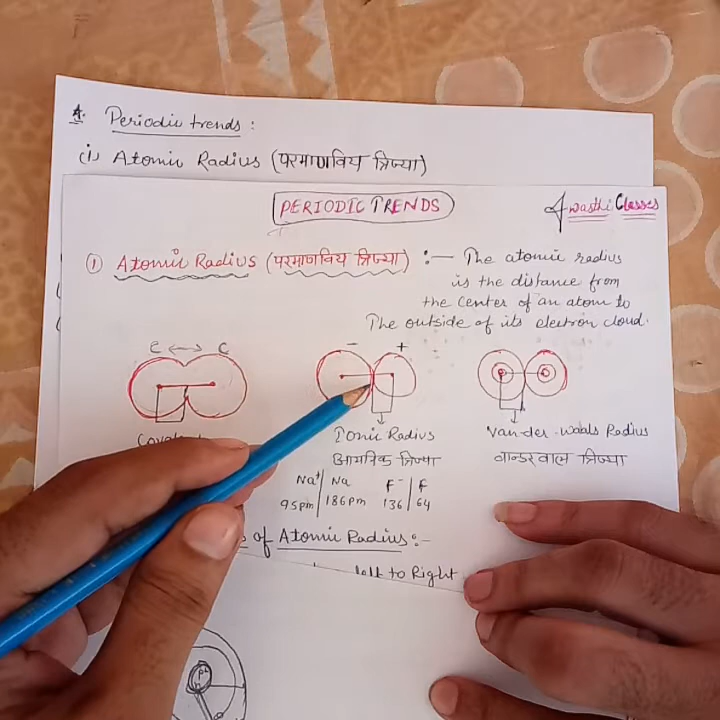 A. Periodic trends :
(i) Atomic Radius (परमाणविय त्रिज्या)
PERIODIC TRENDS
Awasthi Classes
① Atomic Radius (परमाणविय त्रिज्या) :— The atomic radius
is the distance from
the center of an atom to
The outside of its electron cloud.
C ↔ C
- +
Ionic Radius
Vander-waals Radius
आयनिक त्रिज्या
वान्डरवाल त्रिज्या
Na⁺ | Na F⁻ | F
95pm | 186pm 136 | 64
of Atomic Radius:-
left to Right